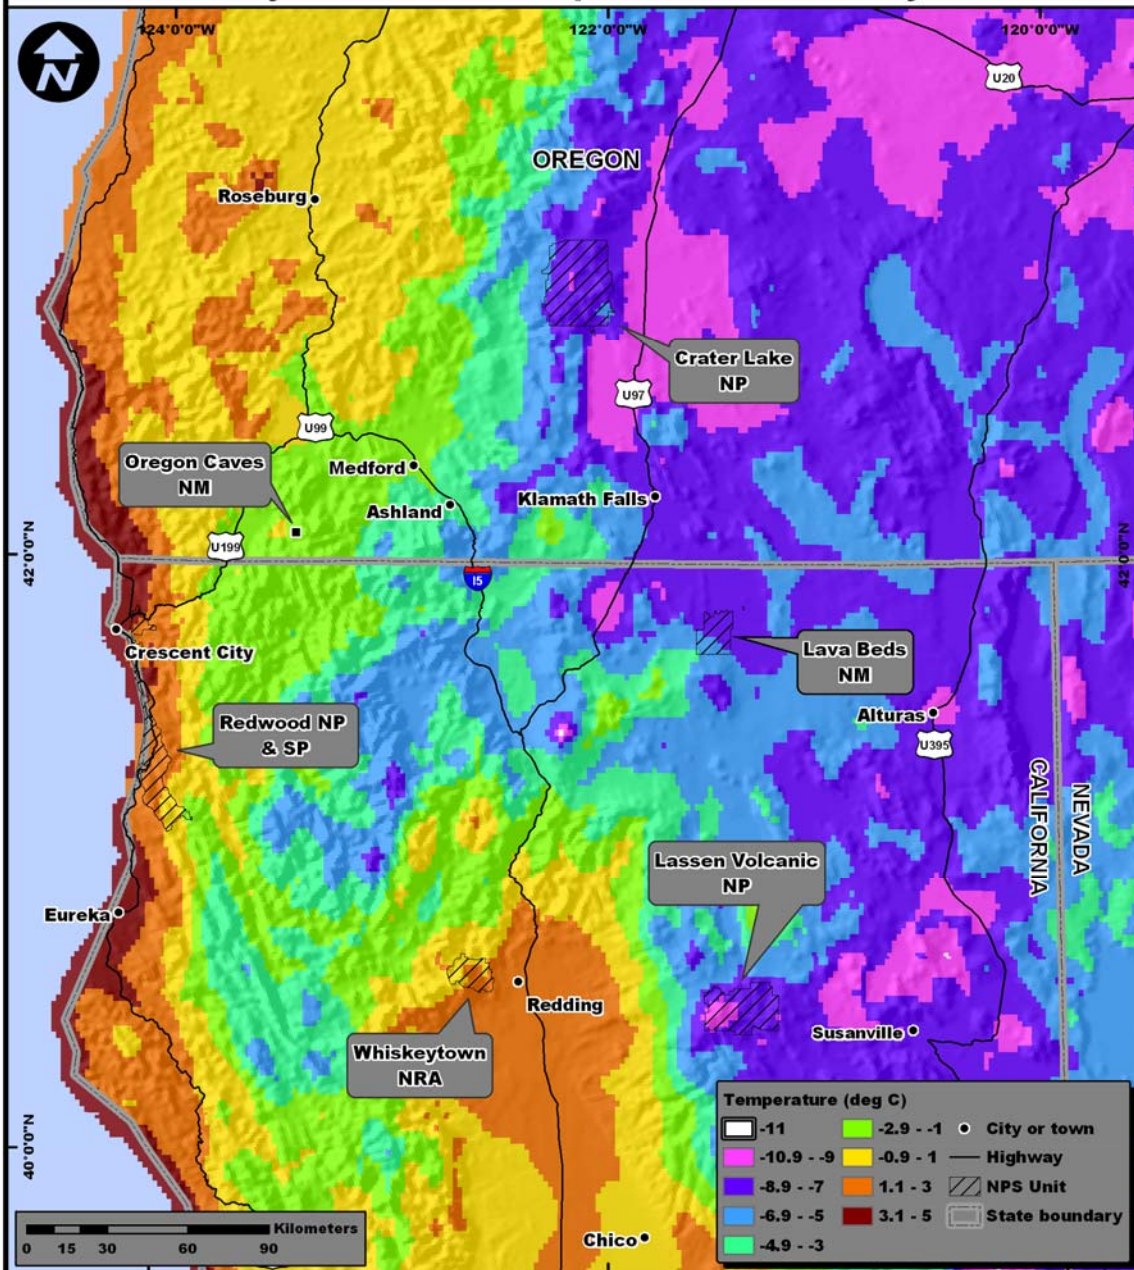 124°0'0"W
122°0'0"W
120°0'0"W
N
U20
OREGON
Roseburg
Crater Lake
NP
U97
U99
Oregon Caves
NM
Medford
Ashland
Klamath Falls
U199
42°0'0"N
42°0'0"N
I5
Crescent City
Lava Beds
NM
Redwood NP
& SP
Alturas
U395
CALIFORNIA
NEVADA
Lassen Volcanic
NP
Eureka
Redding
Susanville
Whiskeytown
NRA
40°0'0"N
Chico
Kilometers
0 15 30 60 90
Temperature (deg C)
-11
-10.9 - -9
-8.9 - -7
-6.9 - -5
-4.9 - -3
-2.9 - -1
-0.9 - 1
1.1 - 3
3.1 - 5
City or town
Highway
NPS Unit
State boundary